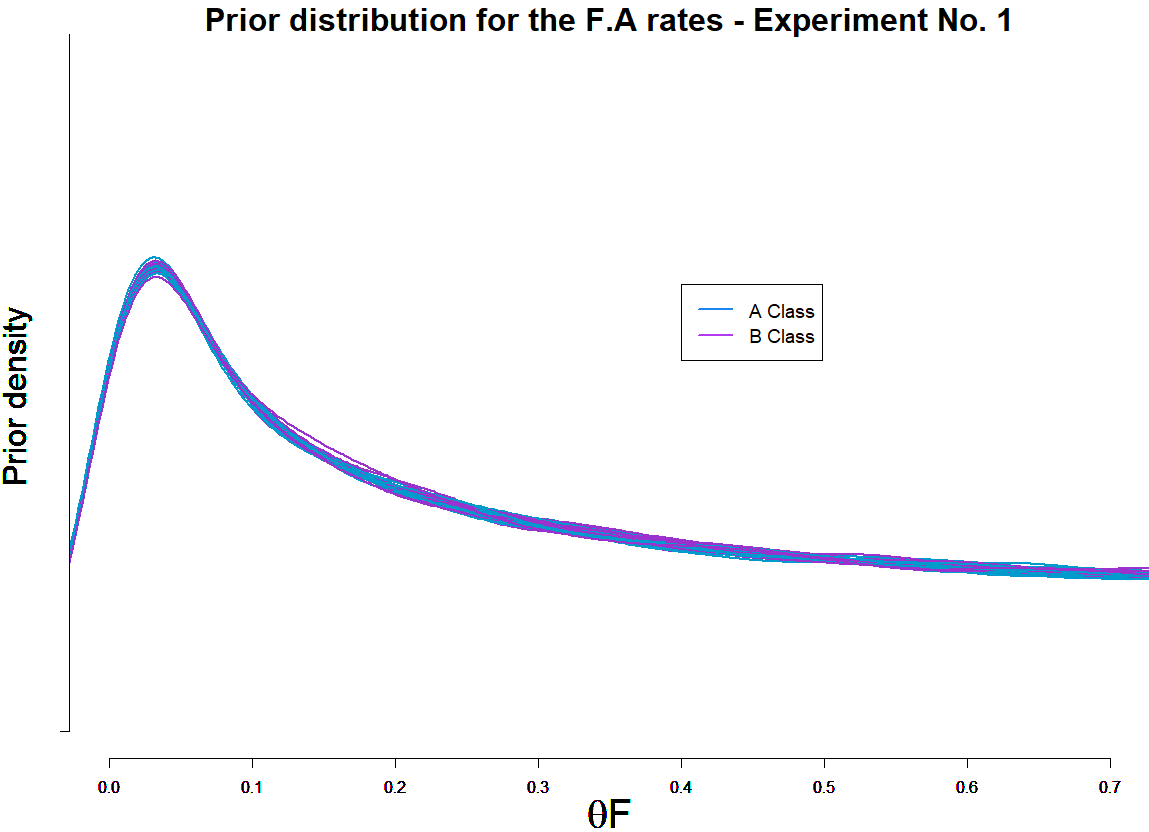 Prior distribution for the F.A rates - Experiment No. 1
Prior density
A Class
B Class
0.0 0.1 0.2 0.3 0.4 0.5 0.6 0.7
θF